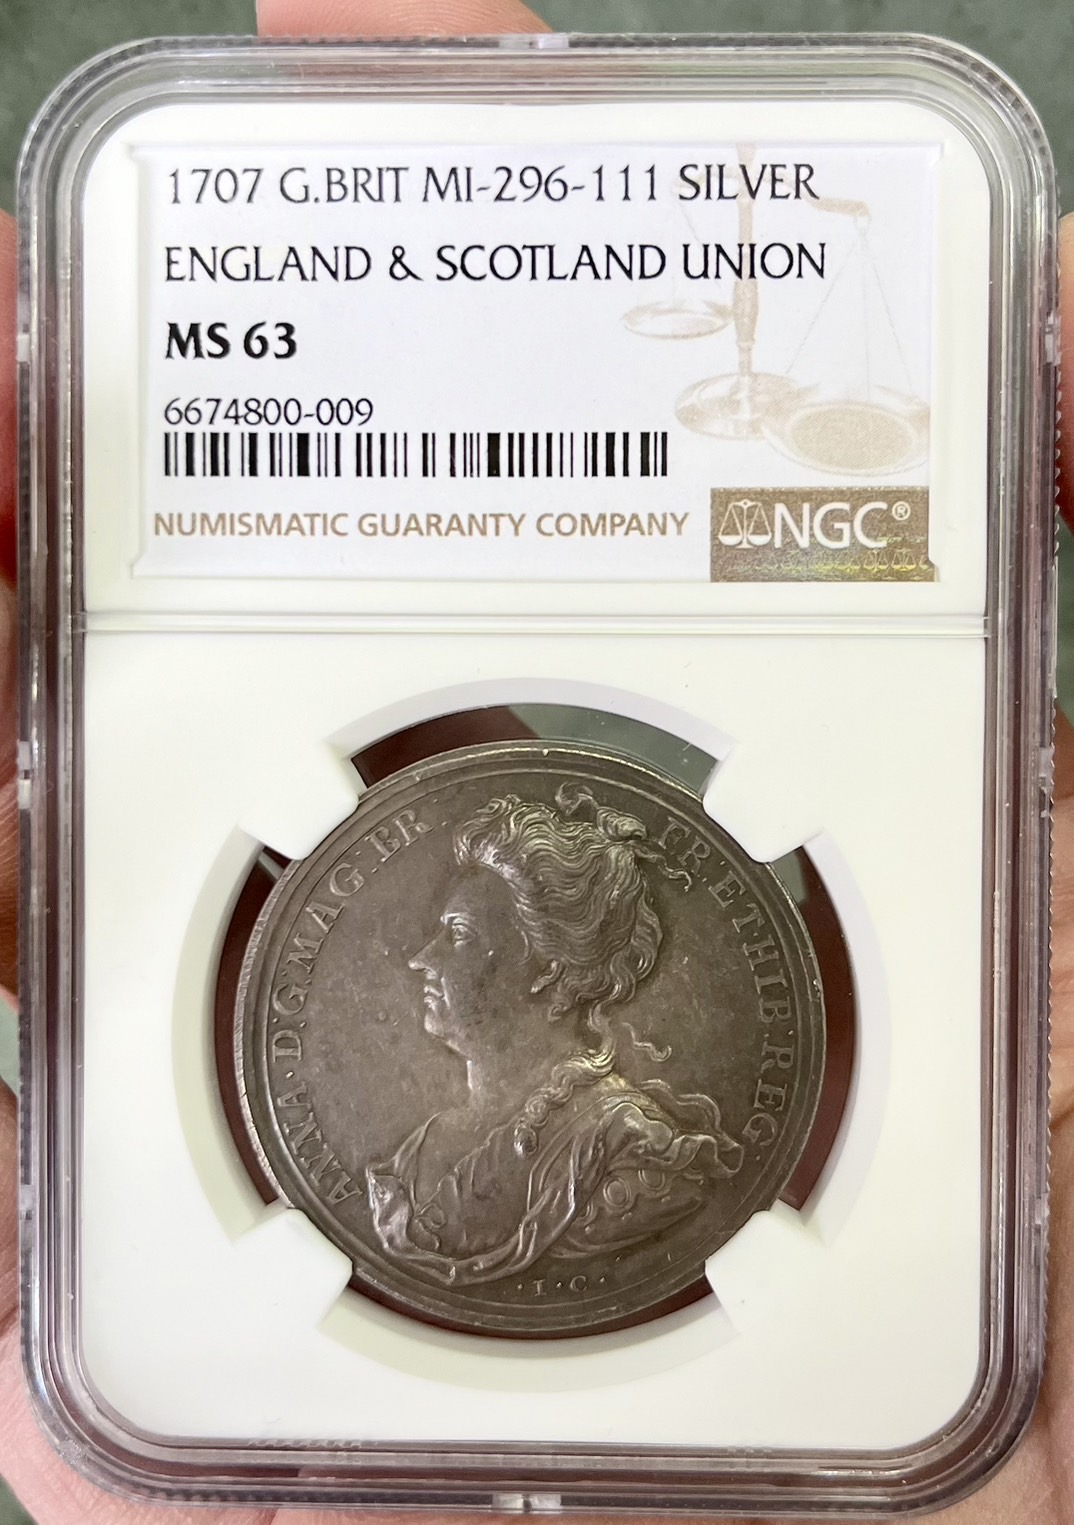 1707 G.BRIT MI-296-111 SILVER
ENGLAND & SCOTLAND UNION
MS 63
6674800-009
NUMISMATIC GUARANTY COMPANY
NGC®
ANNA·D:G:MAG:BR
FR:ET·HIB:REG:
·I·C·